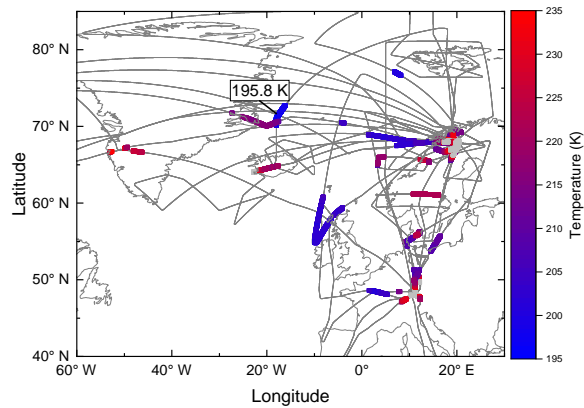 195.8 K
80° N
70° N
60° N
50° N
40° N
60° W
40° W
20° W
0°
20° E
Latitude
Longitude
235
230
225
220
215
210
205
200
195
Temperature (K)